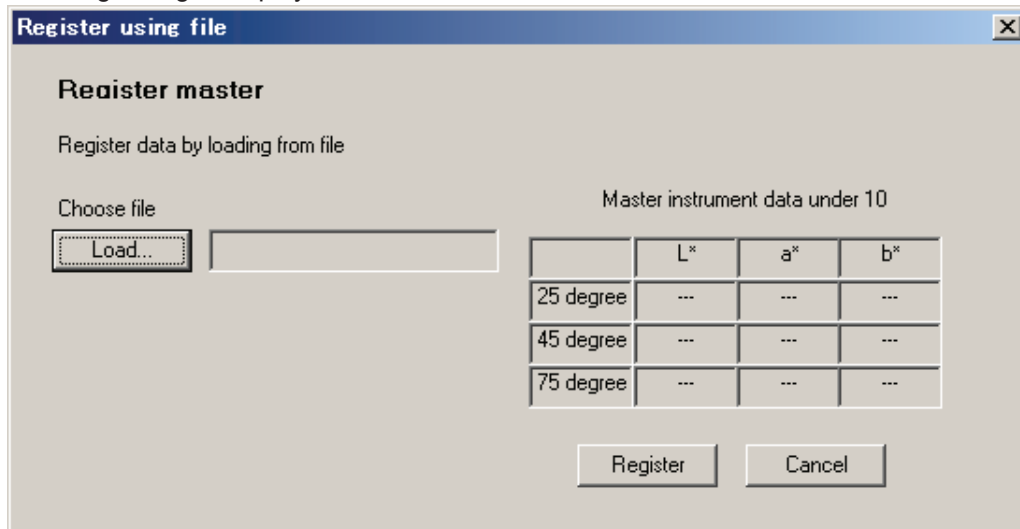 Register using file
Register master
Register data by loading from file
Choose file
Load...
Master instrument data under 10
L* a* b*
25 degree --- --- ---
45 degree --- --- ---
75 degree --- --- ---
Register Cancel